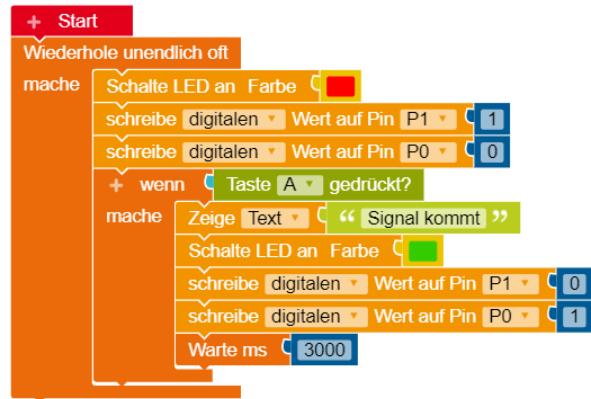 + Start
Wiederhole unendlich oft
mache Schalte LED an Farbe
schreibe digitalen Wert auf Pin P1 1
schreibe digitalen Wert auf Pin P0 0
+ wenn Taste A gedrückt?
mache Zeige Text “ Signal kommt ”
Schalte LED an Farbe
schreibe digitalen Wert auf Pin P1 0
schreibe digitalen Wert auf Pin P0 1
Warte ms 3000